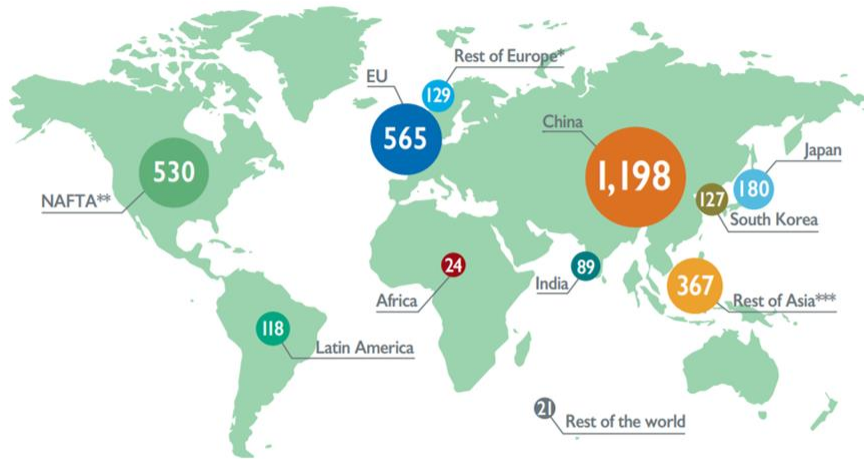 Rest of Europe*
EU
129
565
China
530
1,198
Japan
NAFTA**
127
180
South Korea
24
89
India
367
Africa
Rest of Asia***
118
Latin America
21
Rest of the world